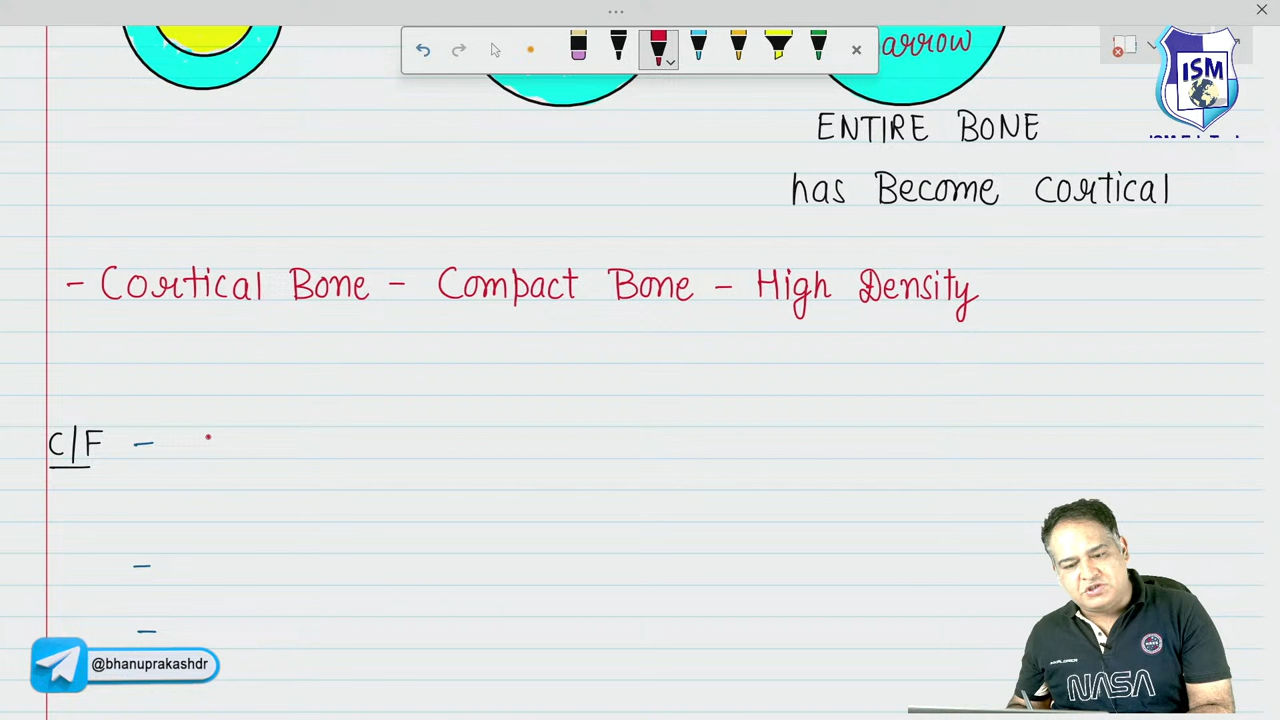 arrow
ISM
ENTIRE BONE
has Become Cortical
- Cortical Bone - Compact Bone - High Density
C/F -
-
-
@bhanuprakashdr
NASA